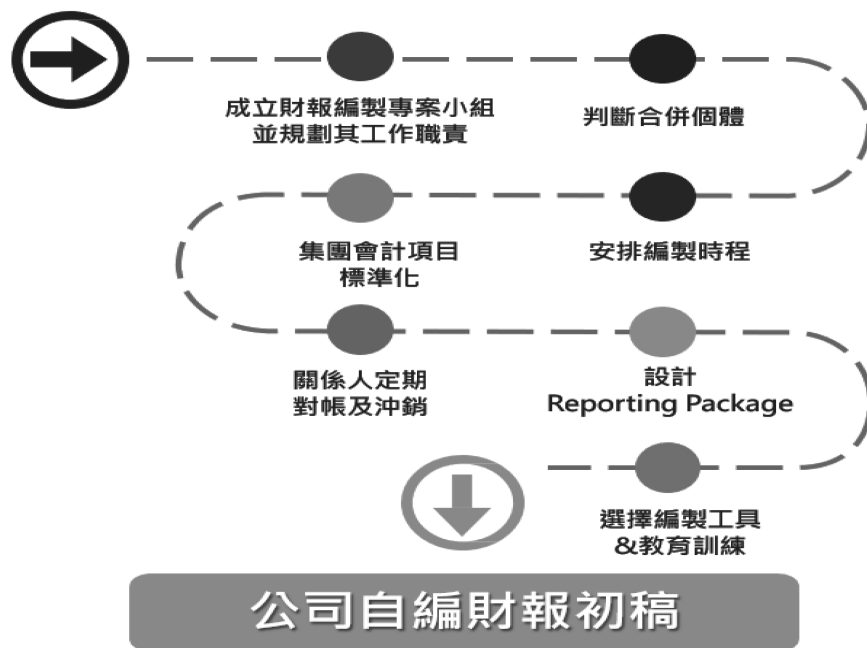 成立財報編製專案小組
並規劃其工作職責
判斷合併個體
安排編製時程
集團會計項目
標準化
關係人定期
對帳及沖銷
設計
Reporting Package
選擇編製工具
&教育訓練
公司自編財報初稿